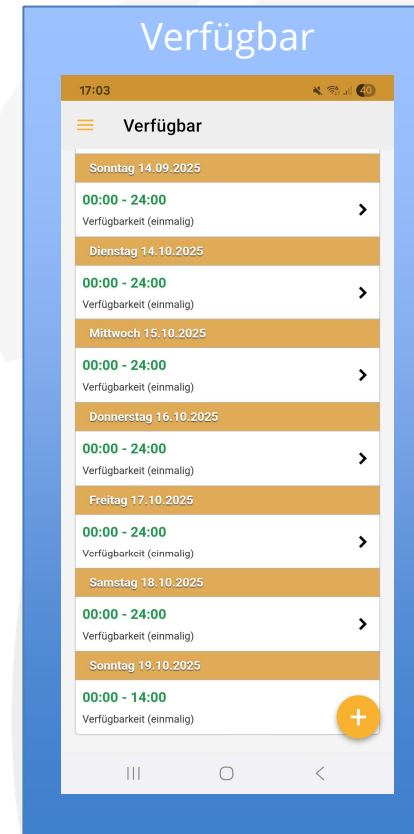 Verfügbar
17:03
40
Verfügbar
Sonntag 14.09.2025
00:00 - 24:00
Verfügbarkeit (einmalig)
Dienstag 14.10.2025
00:00 - 24:00
Verfügbarkeit (einmalig)
Mittwoch 15.10.2025
00:00 - 24:00
Verfügbarkeit (einmalig)
Donnerstag 16.10.2025
00:00 - 24:00
Verfügbarkeit (einmalig)
Freitag 17.10.2025
00:00 - 24:00
Verfügbarkeit (einmalig)
Samstag 18.10.2025
00:00 - 24:00
Verfügbarkeit (einmalig)
Sonntag 19.10.2025
00:00 - 14:00
Verfügbarkeit (einmalig)